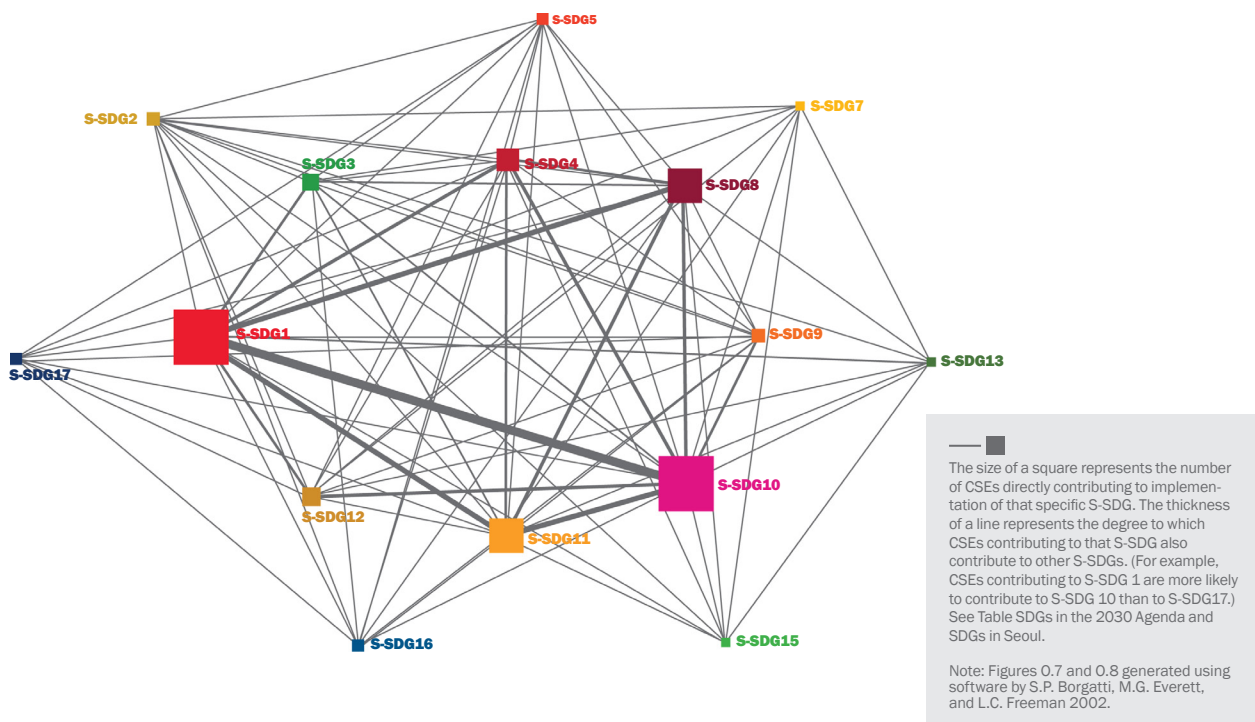 S-SDG5
S-SDG7
S-SDG2
S-SDG3
S-SDG4
S-SDG8
S-SDG1
S-SDG9
S-SDG13
S-SDG17
S-SDG10
S-SDG12
S-SDG11
S-SDG16
S-SDG15
The size of a square represents the number
of CSEs directly contributing to implemen-
tation of that specific S-SDG. The thickness
of a line represents the degree to which
CSEs contributing to that S-SDG also
contribute to other S-SDGs. (For example,
CSEs contributing to S-SDG 1 are more likely
to contribute to S-SDG 10 than to S-SDG17.)
See Table SDGs in the 2030 Agenda and
SDGs in Seoul.
Note: Figures 0.7 and 0.8 generated using
software by S.P. Borgatti, M.G. Everett,
and L.C. Freeman 2002.